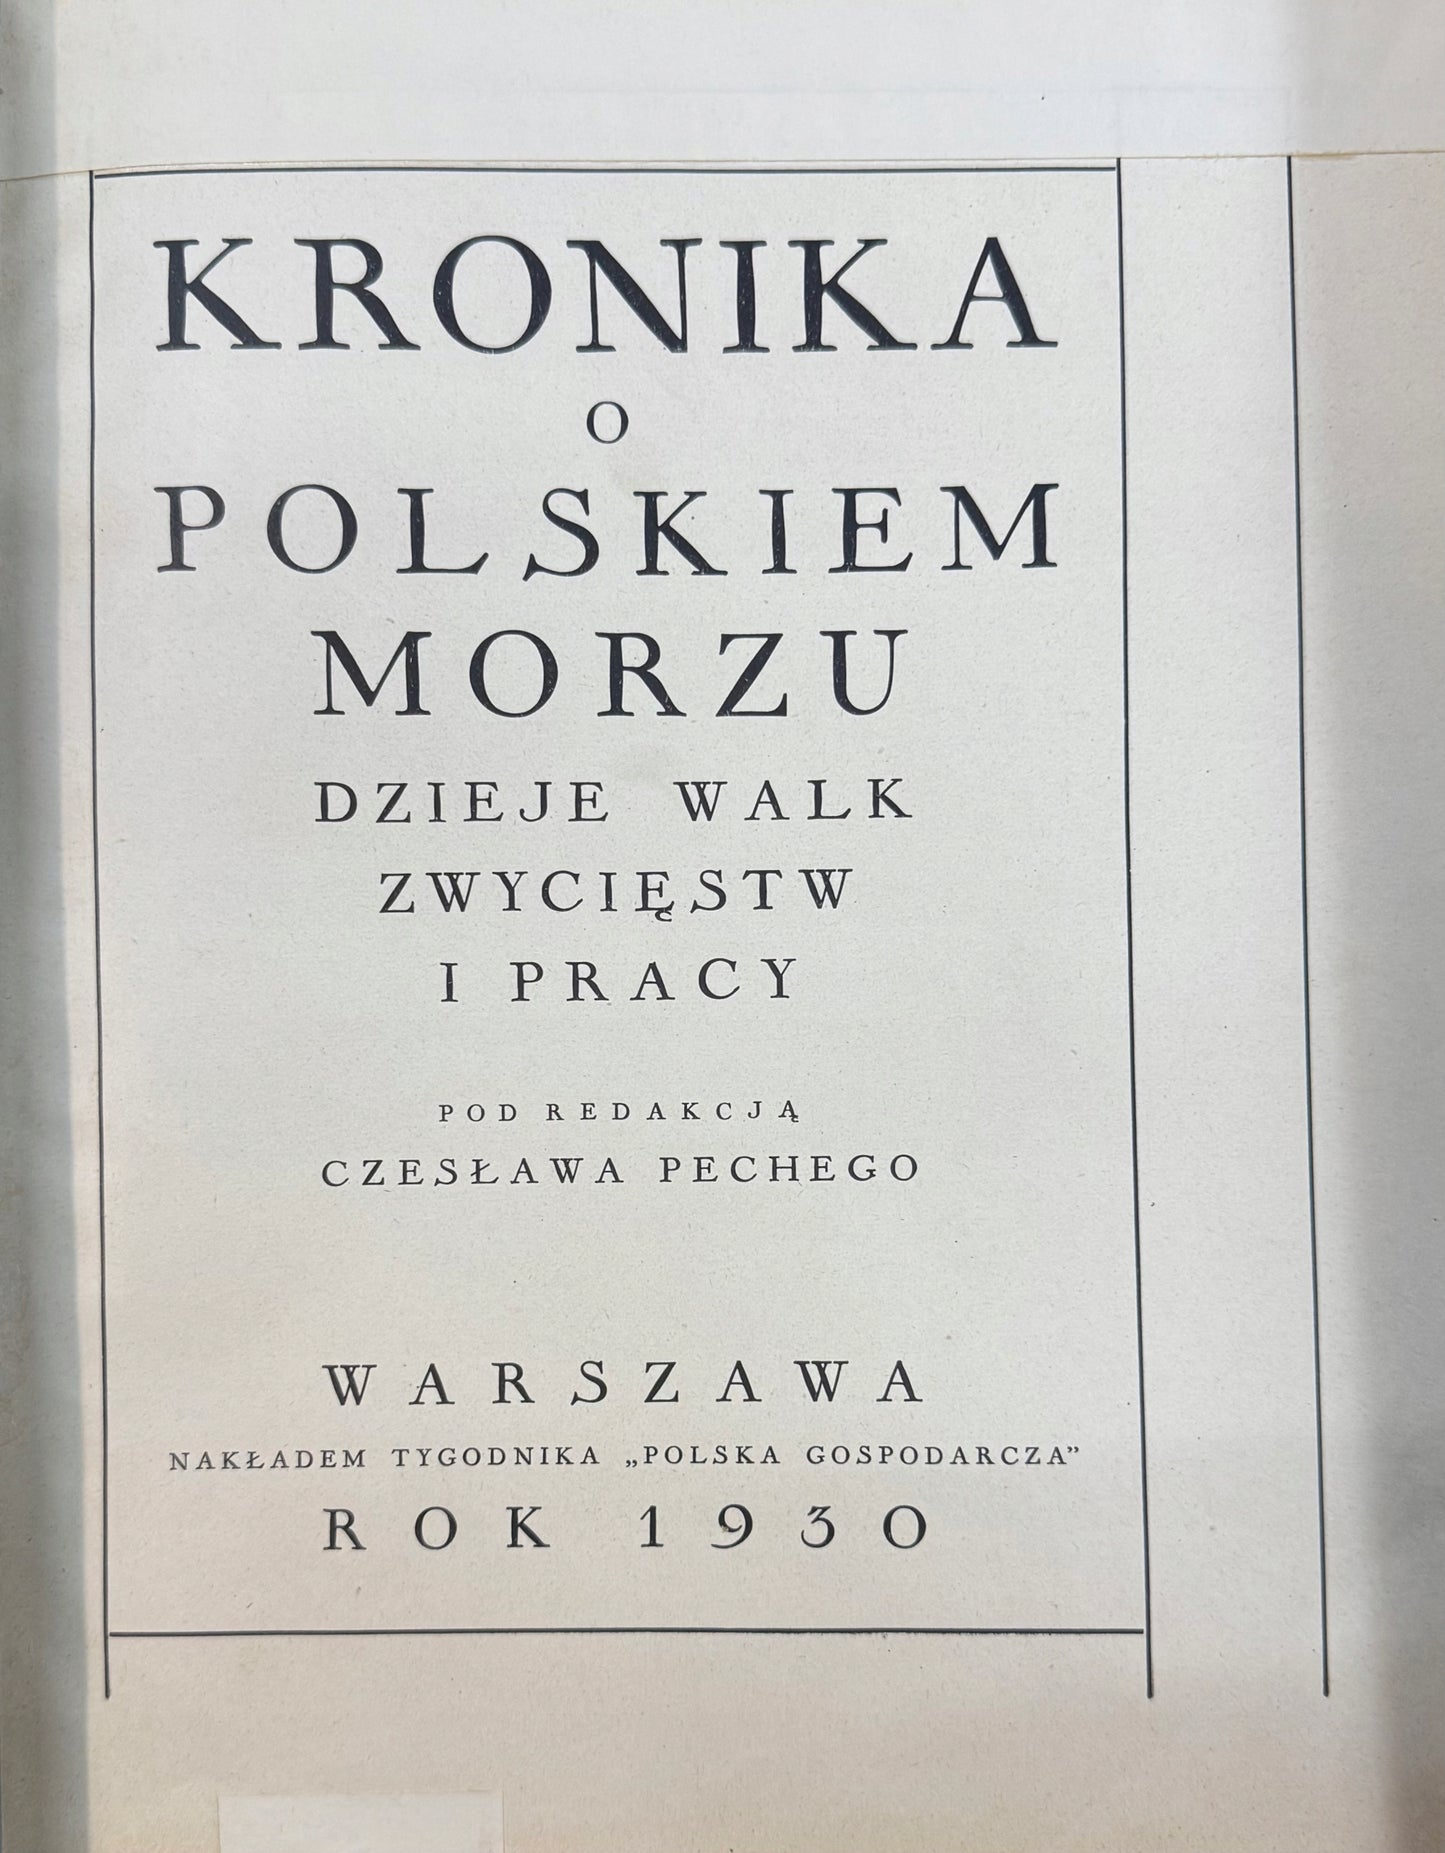 KRONIKA
O
POLSKIEM
MORZU
DZIEJE WALK
ZWYCIĘSTW
I PRACY
POD REDAKCJĄ
CZESŁAWA PECHEGO
WARSZAWA
NAKŁADEM TYGODNIKA „POLSKA GOSPODARCZA”
ROK 1930